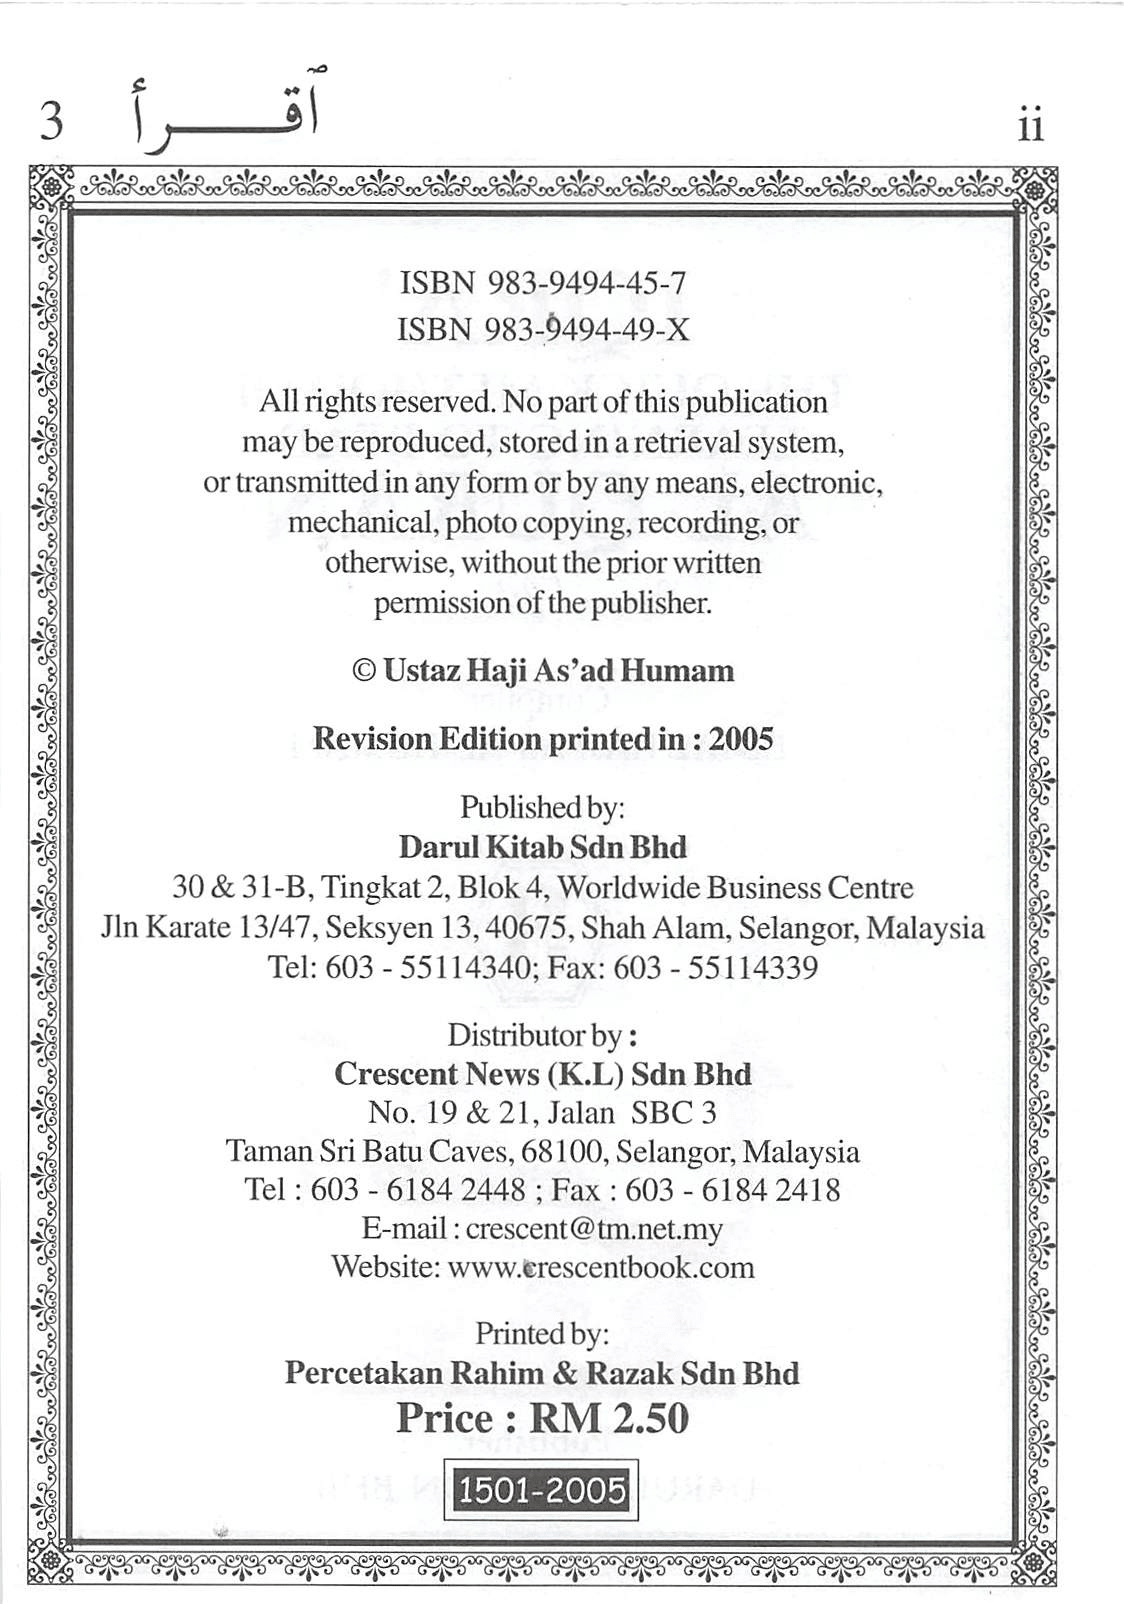 3 ٱقـــرأ ii
ISBN 983-9494-45-7
ISBN 983-9494-49-X
All rights reserved. No part of this publication
may be reproduced, stored in a retrieval system,
or transmitted in any form or by any means, electronic,
mechanical, photo copying, recording, or
otherwise, without the prior written
permission of the publisher.
© Ustaz Haji As’ad Humam
Revision Edition printed in : 2005
Published by:
Darul Kitab Sdn Bhd
30 & 31-B, Tingkat 2, Blok 4, Worldwide Business Centre
Jln Karate 13/47, Seksyen 13, 40675, Shah Alam, Selangor, Malaysia
Tel: 603 - 55114340; Fax: 603 - 55114339
Distributor by :
Crescent News (K.L) Sdn Bhd
No. 19 & 21, Jalan SBC 3
Taman Sri Batu Caves, 68100, Selangor, Malaysia
Tel : 603 - 6184 2448 ; Fax : 603 - 6184 2418
E-mail : crescent@tm.net.my
Website: www.crescentbook.com
Printed by:
Percetakan Rahim & Razak Sdn Bhd
Price : RM 2.50
1501-2005